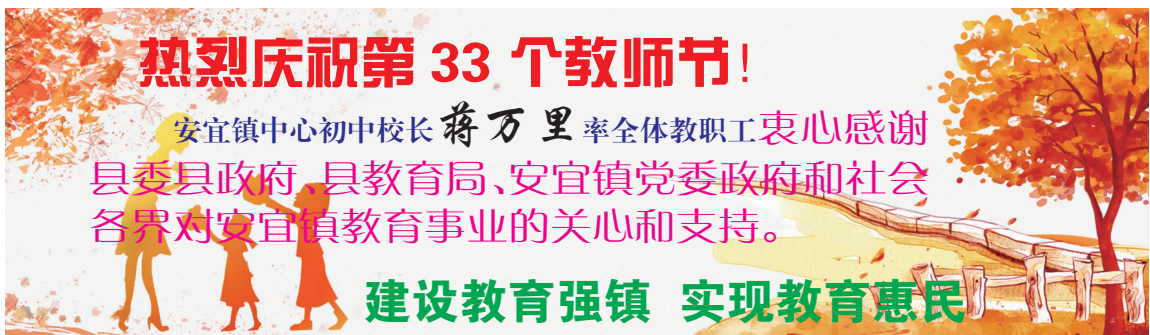 热烈庆祝第 33 个教师节！
安宜镇中心初中校长蒋万里率全体教职工衷心感谢
县委县政府、县教育局、安宜镇党委政府和社会
各界对安宜镇教育事业的关心和支持。
建设教育强镇 实现教育惠民